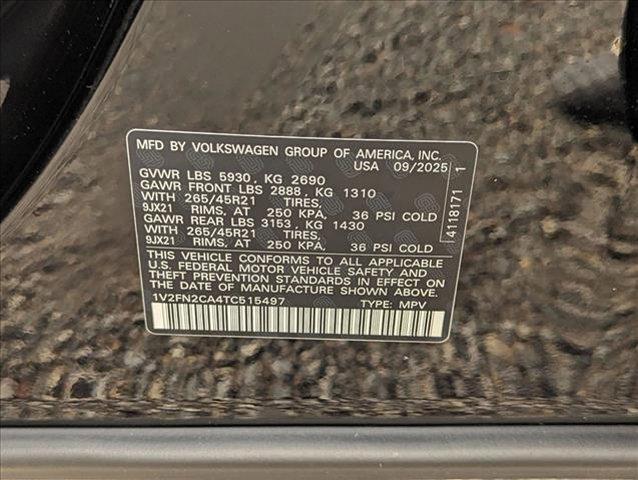 MFD BY VOLKSWAGEN GROUP OF AMERICA, INC.
USA 09/2025
GVWR LBS 5930, KG 2690
GAWR FRONT LBS 2888, KG 1310
WITH 265/45R21 TIRES,
9JX21 RIMS, AT 250 KPA, 36 PSI COLD
GAWR REAR LBS 3153, KG 1430
WITH 265/45R21 TIRES,
9JX21 RIMS, AT 250 KPA, 36 PSI COLD
THIS VEHICLE CONFORMS TO ALL APPLICABLE
U.S. FEDERAL MOTOR VEHICLE SAFETY AND
THEFT PREVENTION STANDARDS IN EFFECT ON
THE DATE OF MANUFACTURE SHOWN ABOVE.
1V2FN2CA4TC515497 TYPE: MPV
4118171 1